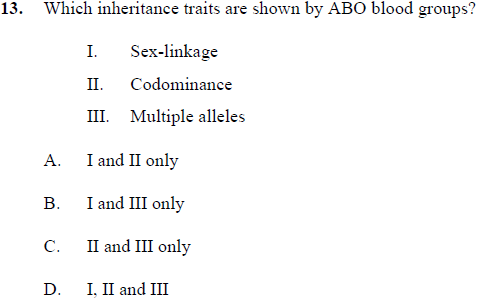 13. Which inheritance traits are shown by ABO blood groups?
I. Sex-linkage
II. Codominance
III. Multiple alleles
A. I and II only
B. I and III only
C. II and III only
D. I, II and III